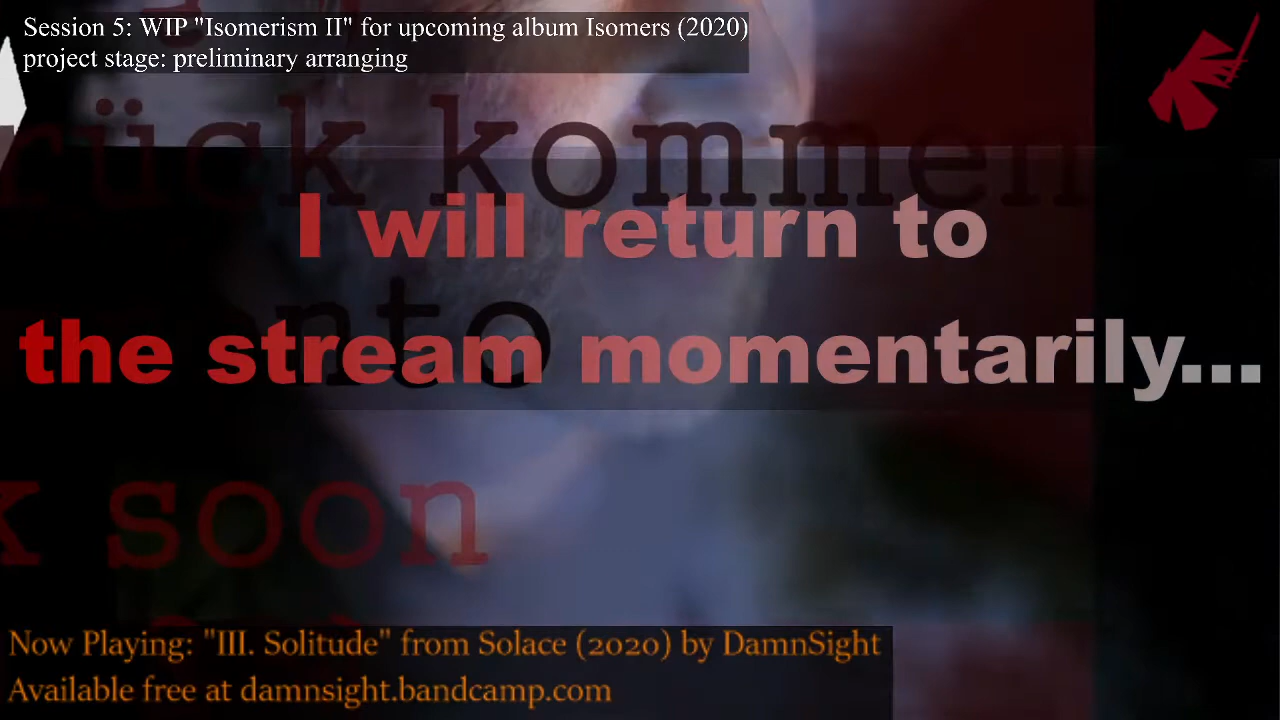 Session 5: WIP "Isomerism II" for upcoming album Isomers (2020)
project stage: preliminary arranging
rück kommen
I will return to
nto
the stream momentarily...
k soon
Now Playing: "III. Solitude" from Solace (2020) by DamnSight
Available free at damnsight.bandcamp.com